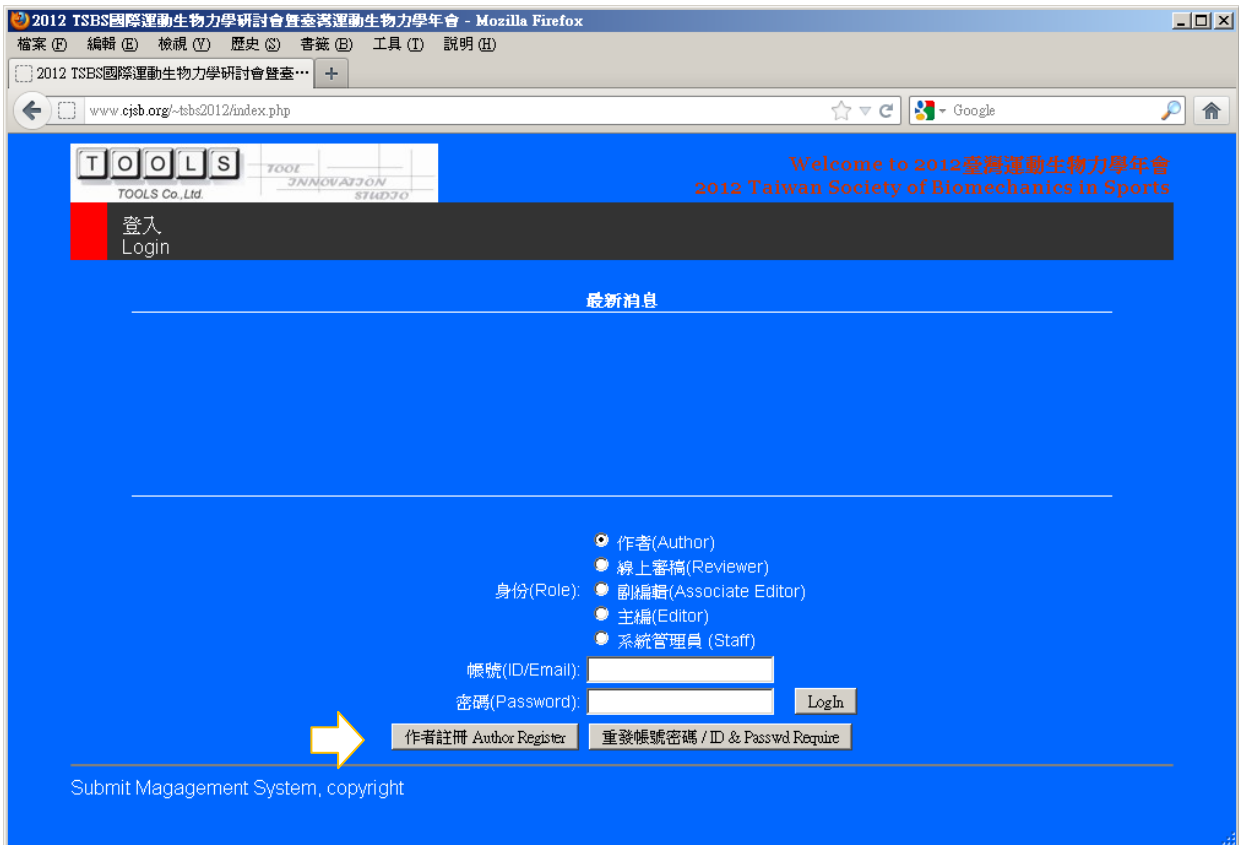 2012 TSBS國際運動生物力學研討會暨臺灣運動生物力學年會 - Mozilla Firefox
檔案(F) 編輯(E) 檢視(V) 歷史(S) 書籤(B) 工具(T) 說明(H)
2012 TSBS國際運動生物力學研討會暨臺… +
www.cjsb.org/~tsbs2012/index.php Google
TOOLS TOOL
INNOVATION
TOOLS Co.,Ltd. STUDIO
Welcome to 2012臺灣運動生物力學年會
2012 Taiwan Society of Biomechanics in Sports
登入
Login
最新消息
作者(Author)
線上審稿(Reviewer)
身份(Role): 副編輯(Associate Editor)
主編(Editor)
系統管理員 (Staff)
帳號(ID/Email):
密碼(Password): LogIn
作者註冊 Author Register 重發帳號密碼 / ID & Passwd Require
Submit Magagement System, copyright